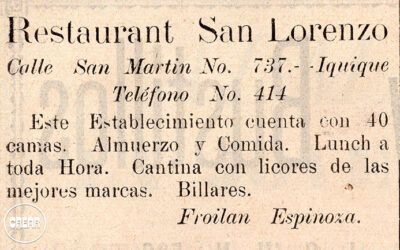 Restaurant San Lorenzo
Calle San Martin No. 737.- -Iquique
Teléfono No. 414
Este Establecimiento cuenta con 40
camas. Almuerzo y Comida. Lunch a
toda Hora. Cantina con licores de las
mejores marcas. Billares.
Froilan Espinoza.
CREAR